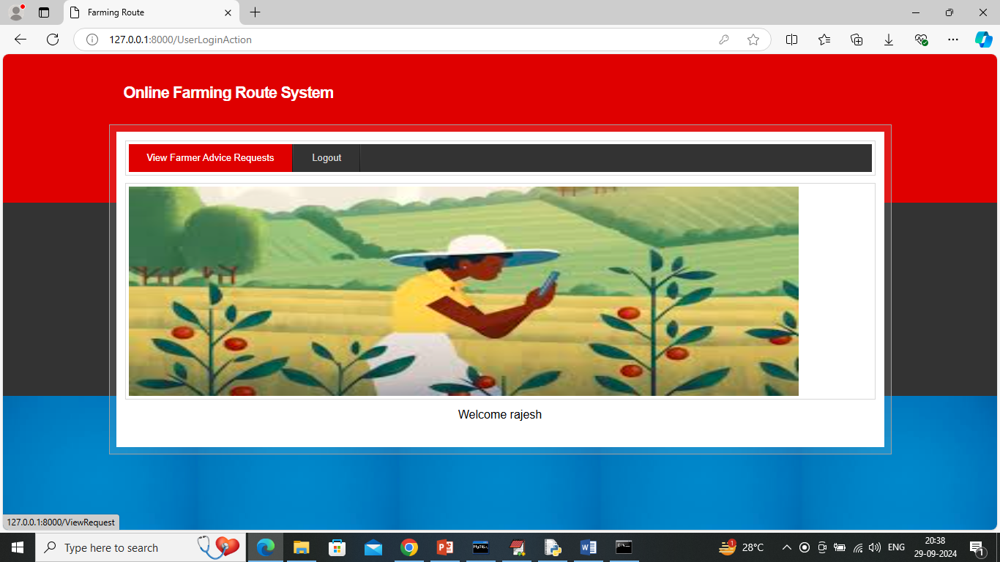 Farming Route
127.0.0.1:8000/UserLoginAction
Online Farming Route System
View Farmer Advice Requests
Logout
Welcome rajesh
127.0.0.1:8000/ViewRequest
Type here to search
28°C
ENG
20:38
29-09-2024
1